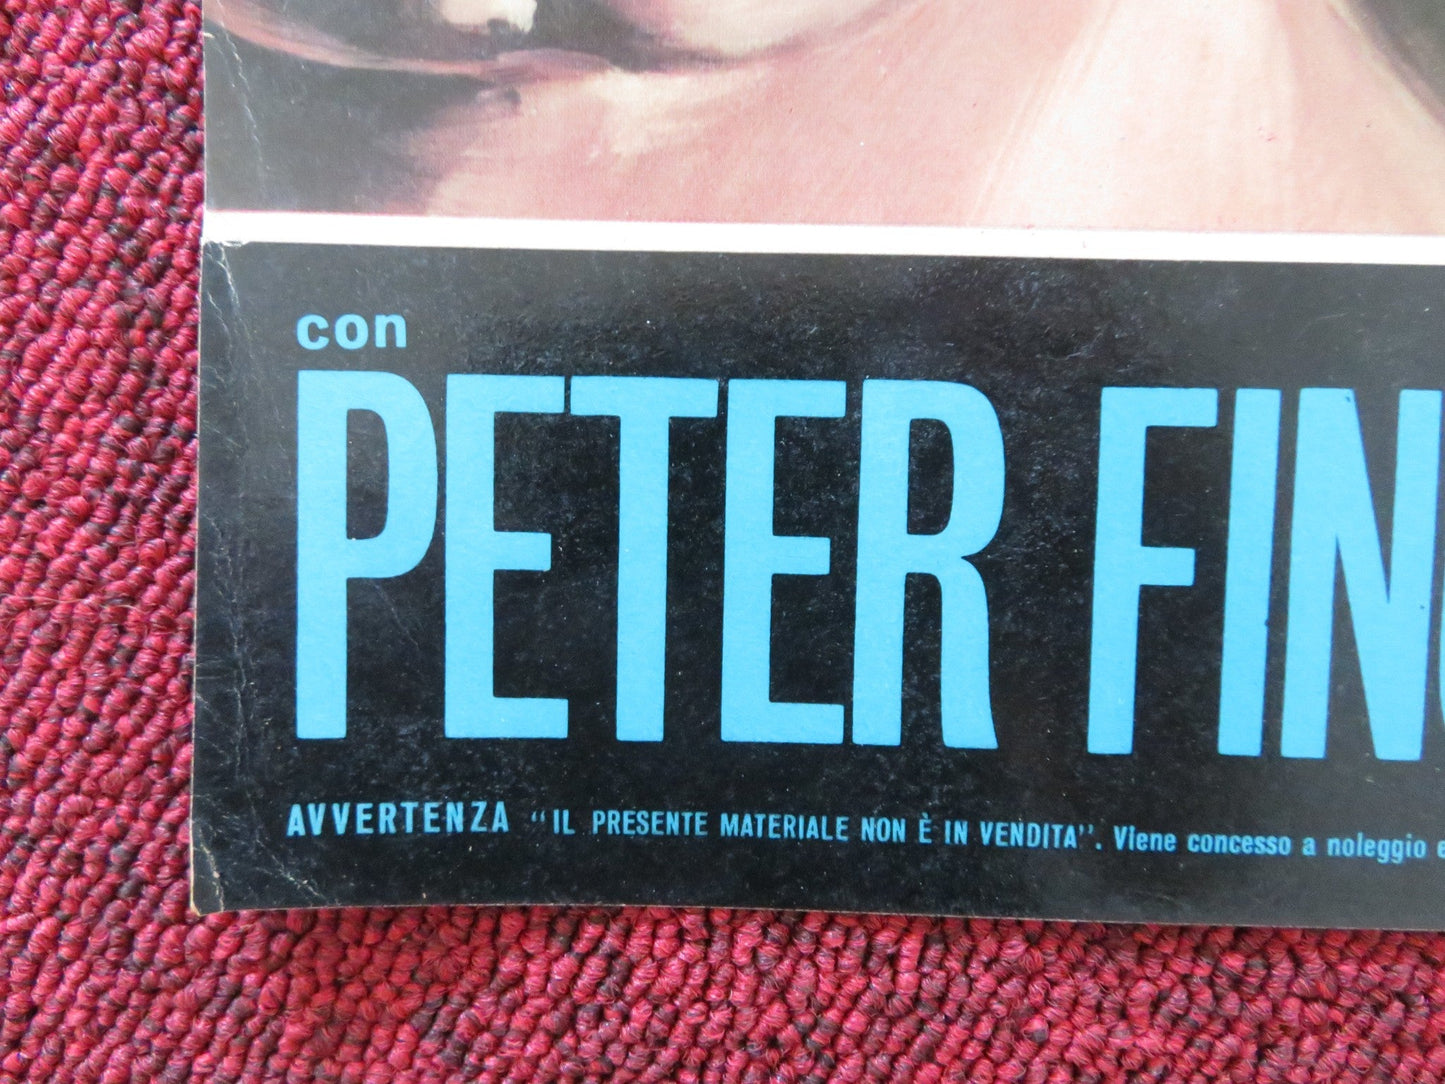 con
PETER FIN
AVVERTENZA "IL PRESENTE MATERIALE NON È IN VENDITA". Viene concesso a noleggio e